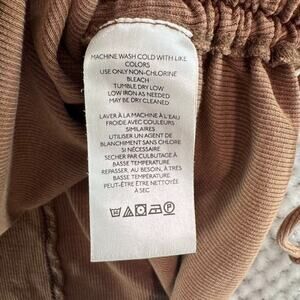 MACHINE WASH COLD WITH LIKE
COLORS
USE ONLY NON-CHLORINE
BLEACH
TUMBLE DRY LOW
LOW IRON AS NEEDED
MAY BE DRY CLEANED
LAVER À LA MACHINE À L'EAU
FROIDE AVEC COULEURS
SIMILAIRES
UTILISER UN AGENT DE
BLANCHIMENT SANS CHLORE
SI NÉCESSAIRE
SECHER PAR CULBUTAGE À
BASSE TEMPÉRATURE
REPASSER, AU BESOIN, À TRÈS
BASSE TEMPÉRATURE
PEUT-ÊTRE ÊTRE NETTOYÉE
À SEC